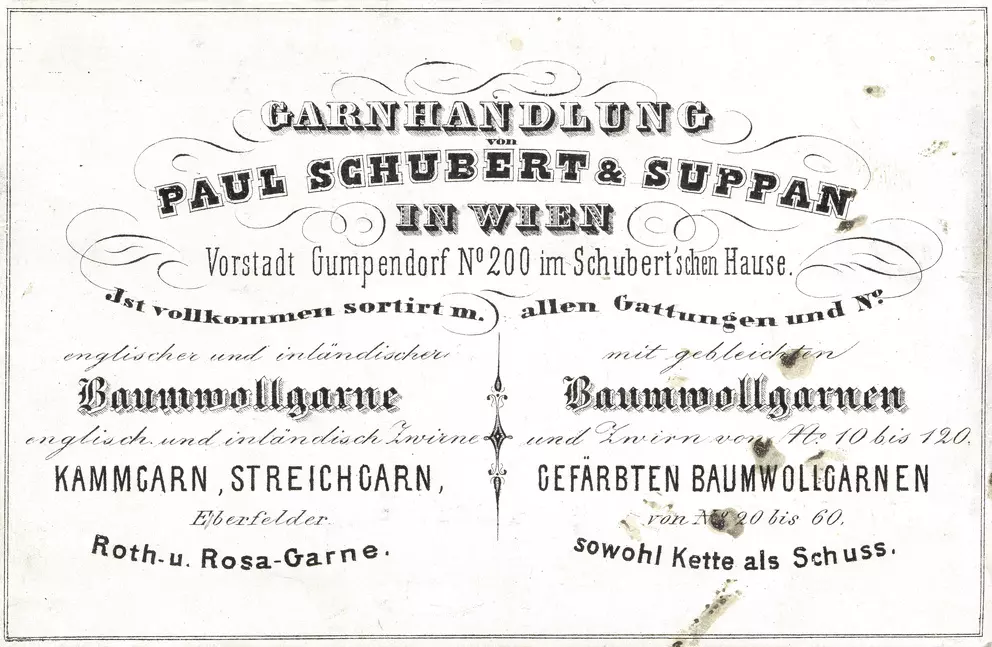 GARNHANDLUNG
von
PAUL SCHUBERT & SUPPAN
IN WIEN
Vorstadt Gumpendorf No 200 im Schubert'schen Hause.
Ist vollkommen sortirt m. allen Gattungen und No
englischer und inländischer
Baumwollgarne
englisch und inländisch Zwirne
KAMMGARN, STREICHGARN,
Elberfelder
Roth- u. Rosa-Garne.
mit gebleichten
Baumwollgarnen
und Zwirn von No 10 bis 120.
GEFÄRBTEN BAUMWOLLGARNEN
von No 20 bis 60,
sowohl Kette als Schuss.